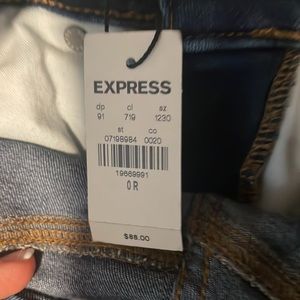 EXPRESS
dp cl sz
91 719 1230
st co
07198984 0020
19669991
0 R
$88.00